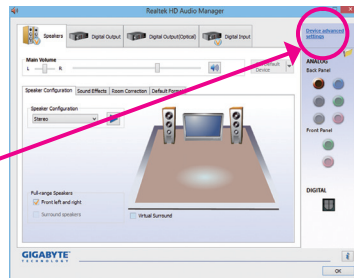 Realtek HD Audio Manager
Speakers
Digital Output
Digital Output(Optical)
Digital Input
Device advanced
settings
Main Volume
L
R
Device
ANALOG
Back Panel
Speaker Configuration
Sound Effects
Room Correction
Default Format
Speaker Configuration
Stereo
Front Panel
Full-range Speakers
Front left and right
Surround speakers
Virtual Surround
DIGITAL
GIGABYTE
TECHNOLOGY
OK